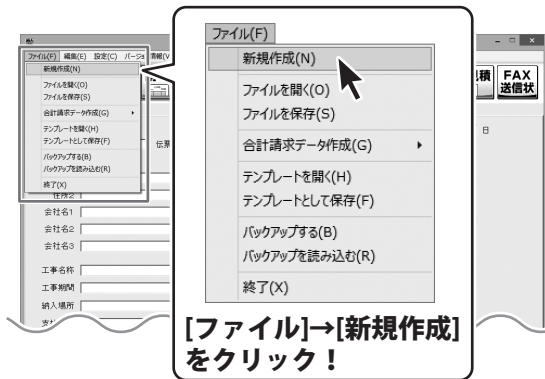 ファイル(F) 編集(E) 設定(C) バージョ
情報(V
新規作成(N)
ファイルを開く(O)
ファイルを保存(S)
合計請求データ作成(G)
テンプレートを開く(H)
テンプレートとして保存(F)
バックアップする(B)
バックアップを読み込む(R)
終了(X)
伝票
積
FAX
送信状
日
住所2
会社名1
会社名2
会社名3
工事名称
工事期間
納入場所
ファイル(F)
新規作成(N)
ファイルを開く(O)
ファイルを保存(S)
合計請求データ作成(G)
テンプレートを開く(H)
テンプレートとして保存(F)
バックアップする(B)
バックアップを読み込む(R)
終了(X)
[ファイル]→[新規作成]
をクリック！